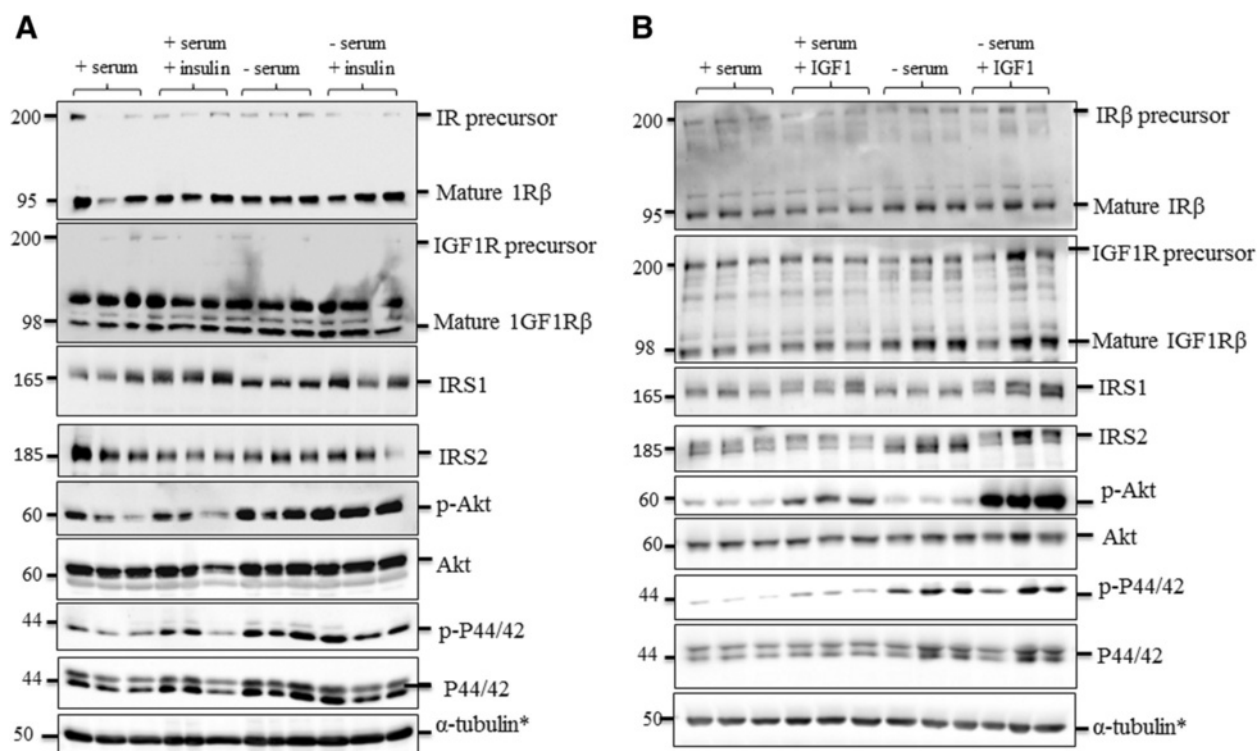 A
+ serum
+ serum
+ insulin
- serum
- serum
+ insulin
200
IR precursor
95
Mature 1Rβ
200
IGF1R precursor
98
Mature 1GF1Rβ
165
IRS1
185
IRS2
60
p-Akt
60
Akt
44
p-P44/42
44
P44/42
50
α-tubulin*
B
+ serum
+ serum
+ IGF1
- serum
- serum
+ IGF1
200
IRβ precursor
95
Mature IRβ
200
IGF1R precursor
98
Mature IGF1Rβ
165
IRS1
185
IRS2
60
p-Akt
60
Akt
44
p-P44/42
44
P44/42
50
α-tubulin*